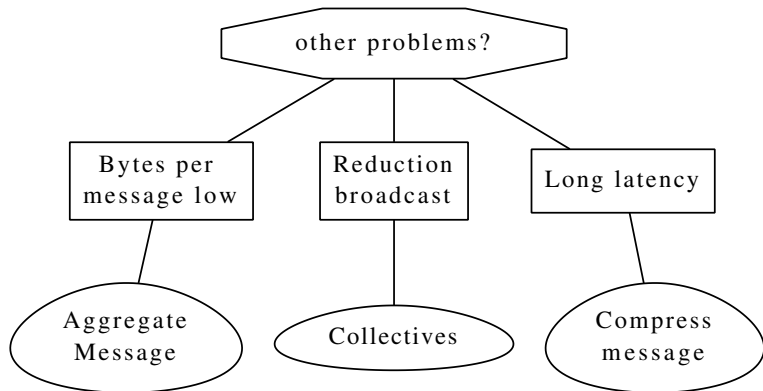 other problems?
Bytes per
message low
Reduction
broadcast
Long latency
Aggregate
Message
Collectives
Compress
message